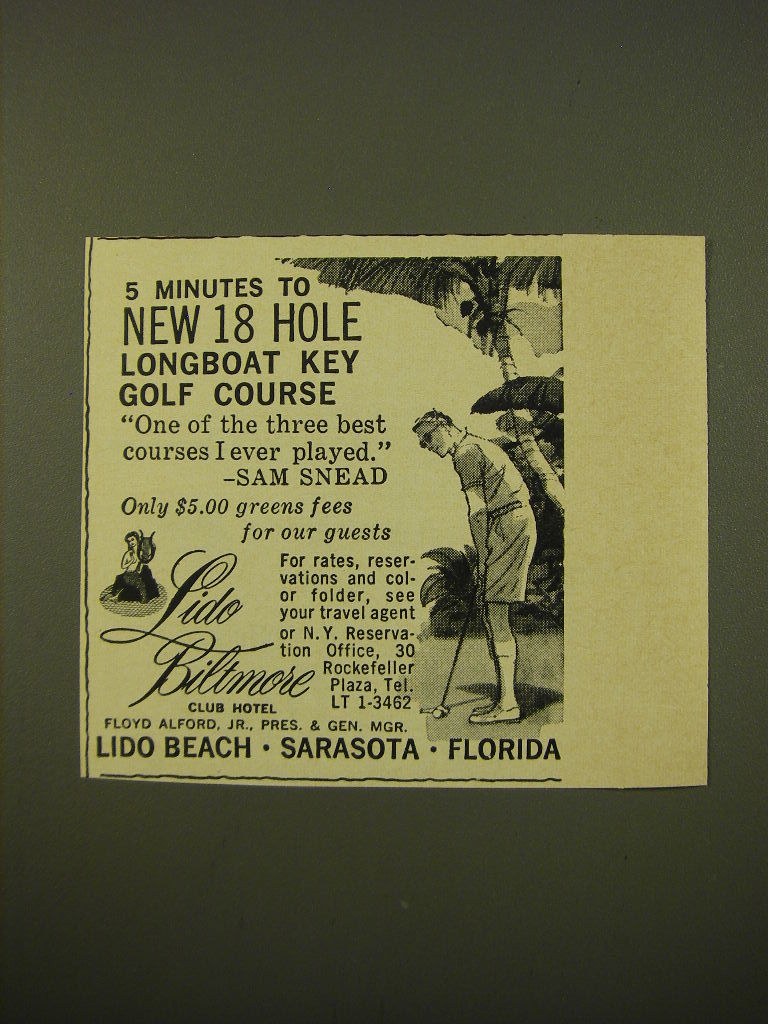 5 MINUTES TO
NEW 18 HOLE
LONGBOAT KEY
GOLF COURSE
“One of the three best
courses I ever played.”
–SAM SNEAD
Only $5.00 greens fees
for our guests
For rates, reser-
vations and col-
or folder, see
your travel agent
or N.Y. Reserva-
tion Office, 30
Rockefeller
Plaza, Tel.
LT 1-3462
Lido
Biltmore
CLUB HOTEL
FLOYD ALFORD, JR., PRES. & GEN. MGR.
LIDO BEACH • SARASOTA • FLORIDA